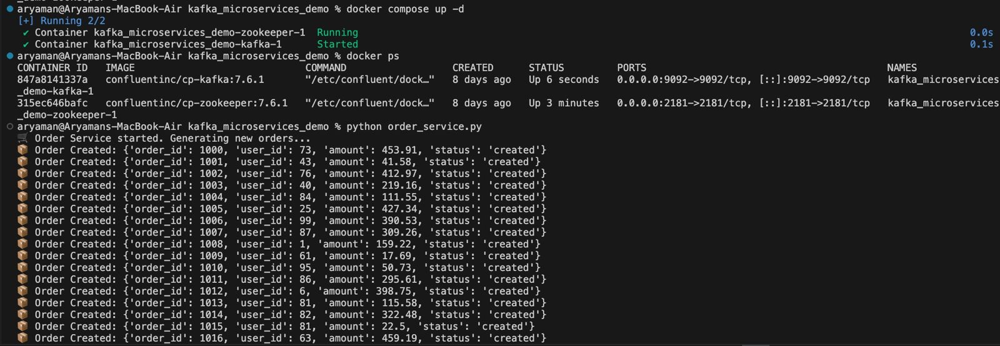 _demo-zookeeper-1
aryaman@Aryamans-MacBook-Air kafka_microservices_demo % docker compose up -d
[+] Running 2/2
✔ Container kafka_microservices_demo-zookeeper-1  Running  0.0s
✔ Container kafka_microservices_demo-kafka-1  Started  0.1s
aryaman@Aryamans-MacBook-Air kafka_microservices_demo % docker ps
CONTAINER ID   IMAGE   COMMAND   CREATED   STATUS   PORTS   NAMES
847a8141337a   confluentinc/cp-kafka:7.6.1   "/etc/confluent/dock…"   8 days ago   Up 6 seconds   0.0.0.0:9092->9092/tcp, [::]:9092->9092/tcp   kafka_microservices
_demo-kafka-1
315ec646bafc   confluentinc/cp-zookeeper:7.6.1   "/etc/confluent/dock…"   8 days ago   Up 3 minutes   0.0.0.0:2181->2181/tcp, [::]:2181->2181/tcp   kafka_microservices
_demo-zookeeper-1
aryaman@Aryamans-MacBook-Air kafka_microservices_demo % python order_service.py
🛒 Order Service started. Generating new orders...
📦 Order Created: {'order_id': 1000, 'user_id': 73, 'amount': 453.91, 'status': 'created'}
📦 Order Created: {'order_id': 1001, 'user_id': 43, 'amount': 41.58, 'status': 'created'}
📦 Order Created: {'order_id': 1002, 'user_id': 76, 'amount': 412.97, 'status': 'created'}
📦 Order Created: {'order_id': 1003, 'user_id': 40, 'amount': 219.16, 'status': 'created'}
📦 Order Created: {'order_id': 1004, 'user_id': 84, 'amount': 111.55, 'status': 'created'}
📦 Order Created: {'order_id': 1005, 'user_id': 25, 'amount': 427.34, 'status': 'created'}
📦 Order Created: {'order_id': 1006, 'user_id': 99, 'amount': 390.53, 'status': 'created'}
📦 Order Created: {'order_id': 1007, 'user_id': 87, 'amount': 309.26, 'status': 'created'}
📦 Order Created: {'order_id': 1008, 'user_id': 1, 'amount': 159.22, 'status': 'created'}
📦 Order Created: {'order_id': 1009, 'user_id': 61, 'amount': 17.69, 'status': 'created'}
📦 Order Created: {'order_id': 1010, 'user_id': 95, 'amount': 50.73, 'status': 'created'}
📦 Order Created: {'order_id': 1011, 'user_id': 86, 'amount': 295.61, 'status': 'created'}
📦 Order Created: {'order_id': 1012, 'user_id': 6, 'amount': 398.75, 'status': 'created'}
📦 Order Created: {'order_id': 1013, 'user_id': 81, 'amount': 115.58, 'status': 'created'}
📦 Order Created: {'order_id': 1014, 'user_id': 82, 'amount': 322.48, 'status': 'created'}
📦 Order Created: {'order_id': 1015, 'user_id': 81, 'amount': 22.5, 'status': 'created'}
📦 Order Created: {'order_id': 1016, 'user_id': 63, 'amount': 459.19, 'status': 'created'}